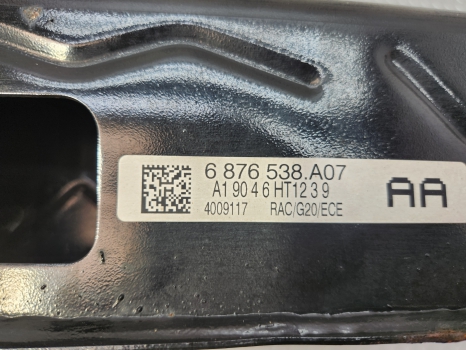 6 876 538.A07
A1 90 4 6 HT12 3 9
4009117 RAC/G20/ECE
AA